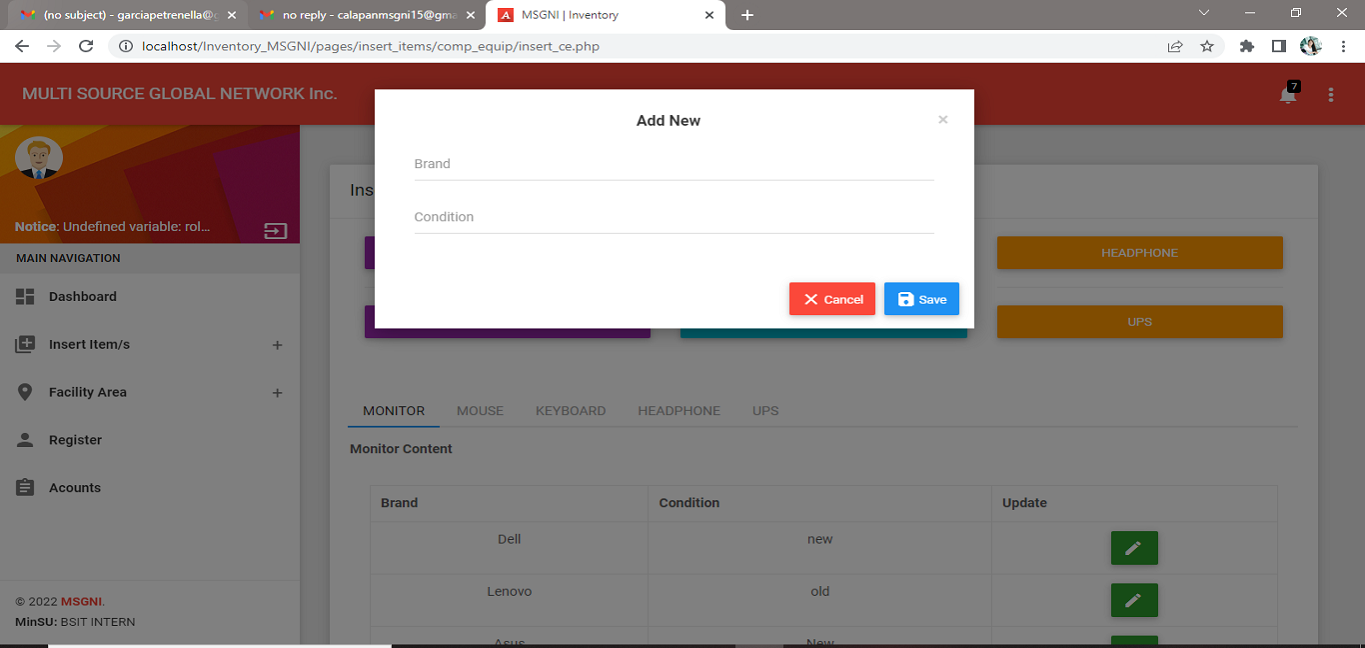 (no subject) - garciapetrenella@g
no reply - calapanmsgni15@gma
MSGNI | Inventory
localhost/Inventory_MSGNI/pages/insert_items/comp_equip/insert_ce.php
MULTI SOURCE GLOBAL NETWORK Inc.
7
Notice: Undefined variable: rol...
MAIN NAVIGATION
Dashboard
Insert Item/s
Facility Area
Register
Acounts
© 2022 MSGNI.
MinSU: BSIT INTERN
Add New
Brand
Condition
Cancel
Save
Ins
HEADPHONE
UPS
MONITOR MOUSE KEYBOARD HEADPHONE UPS
Monitor Content
Brand Condition Update
Dell new
Lenovo old
Asus New